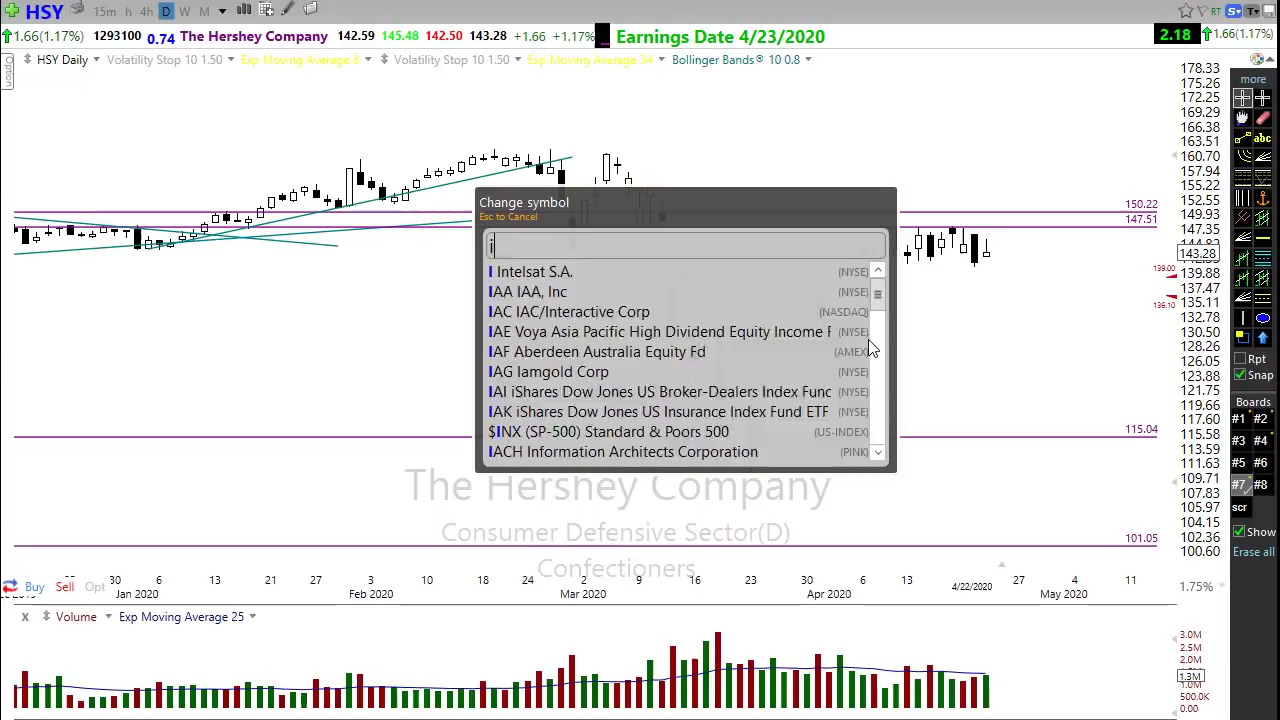 HSY 15m h 4h D W M RT S T
1.66(1.17%) 1293100 0.74 The Hershey Company 142.59 145.48 142.50 143.28 +1.66 +1.17% Earnings Date 4/23/2020 2.18 1.66(1.17%)
Option
HSY Daily Volatility Stop 10 1.50 Exp Moving Average 8 Volatility Stop 10 1.50 Exp Moving Average 34 Bollinger Bands® 10 0.8
178.33
175.26
172.25
169.29
166.38
163.51
160.70
157.94
155.22
152.55
149.93
147.35
143.28
139.88
137.47
135.11
132.78
130.50
128.26
126.05
123.88
121.75
119.66
117.60
115.58
113.54
111.63
109.71
107.83
105.97
104.15
102.36
100.60
150.22
147.51
139.00
136.10
115.04
101.05
Change symbol
Esc to Cancel
i
I Intelsat S.A. (NYSE)
IAA IAA, Inc (NYSE)
IAC IAC/Interactive Corp (NASDAQ)
IAE Voya Asia Pacific High Dividend Equity Income F (NYSE)
IAF Aberdeen Australia Equity Fd (AMEX)
IAG Iamgold Corp (NYSE)
IAI iShares Dow Jones US Broker-Dealers Index Func (NYSE)
IAK iShares Dow Jones US Insurance Index Fund ETF (NYSE)
$INX (SP-500) Standard & Poors 500 (US-INDEX)
IACH Information Architects Corporation (PINK)
The Hershey Company
Consumer Defensive Sector(D)
Confectioners
more
abc
Rpt
Snap
Boards
#1 #2
#3 #4
#5 #6
#7 #8
scr
Show
Erase all
Buy Sell Opt
30 6 13 21 27 3 10 18 24 2 9 16 23 30 6 13 4/22/2020 27 4 11 1.75%
Jan 2020 Feb 2020 Mar 2020 Apr 2020 May 2020
x Volume Exp Moving Average 25
3.0M
2.5M
2.0M
1.3M
1.0M
500.0K
0.00